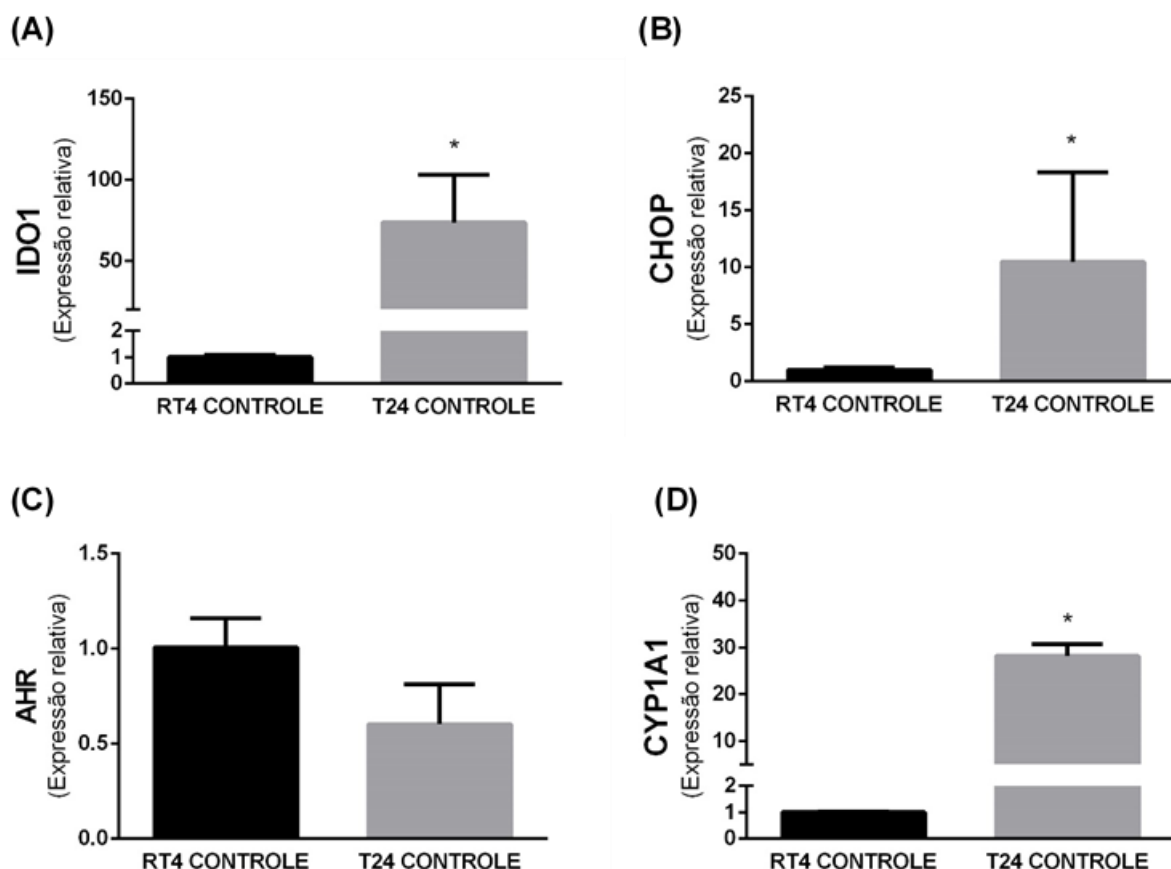 (A)
IDO1
(Expressão relativa)
150
100
50
2
1
0
*
RT4 CONTROLE
T24 CONTROLE
(B)
CHOP
(Expressão relativa)
25
20
15
10
5
0
*
RT4 CONTROLE
T24 CONTROLE
(C)
AHR
(Expressão relativa)
1.5
1.0
0.5
0.0
RT4 CONTROLE
T24 CONTROLE
(D)
CYP1A1
(Expressão relativa)
50
40
30
20
10
2
1
0
*
RT4 CONTROLE
T24 CONTROLE